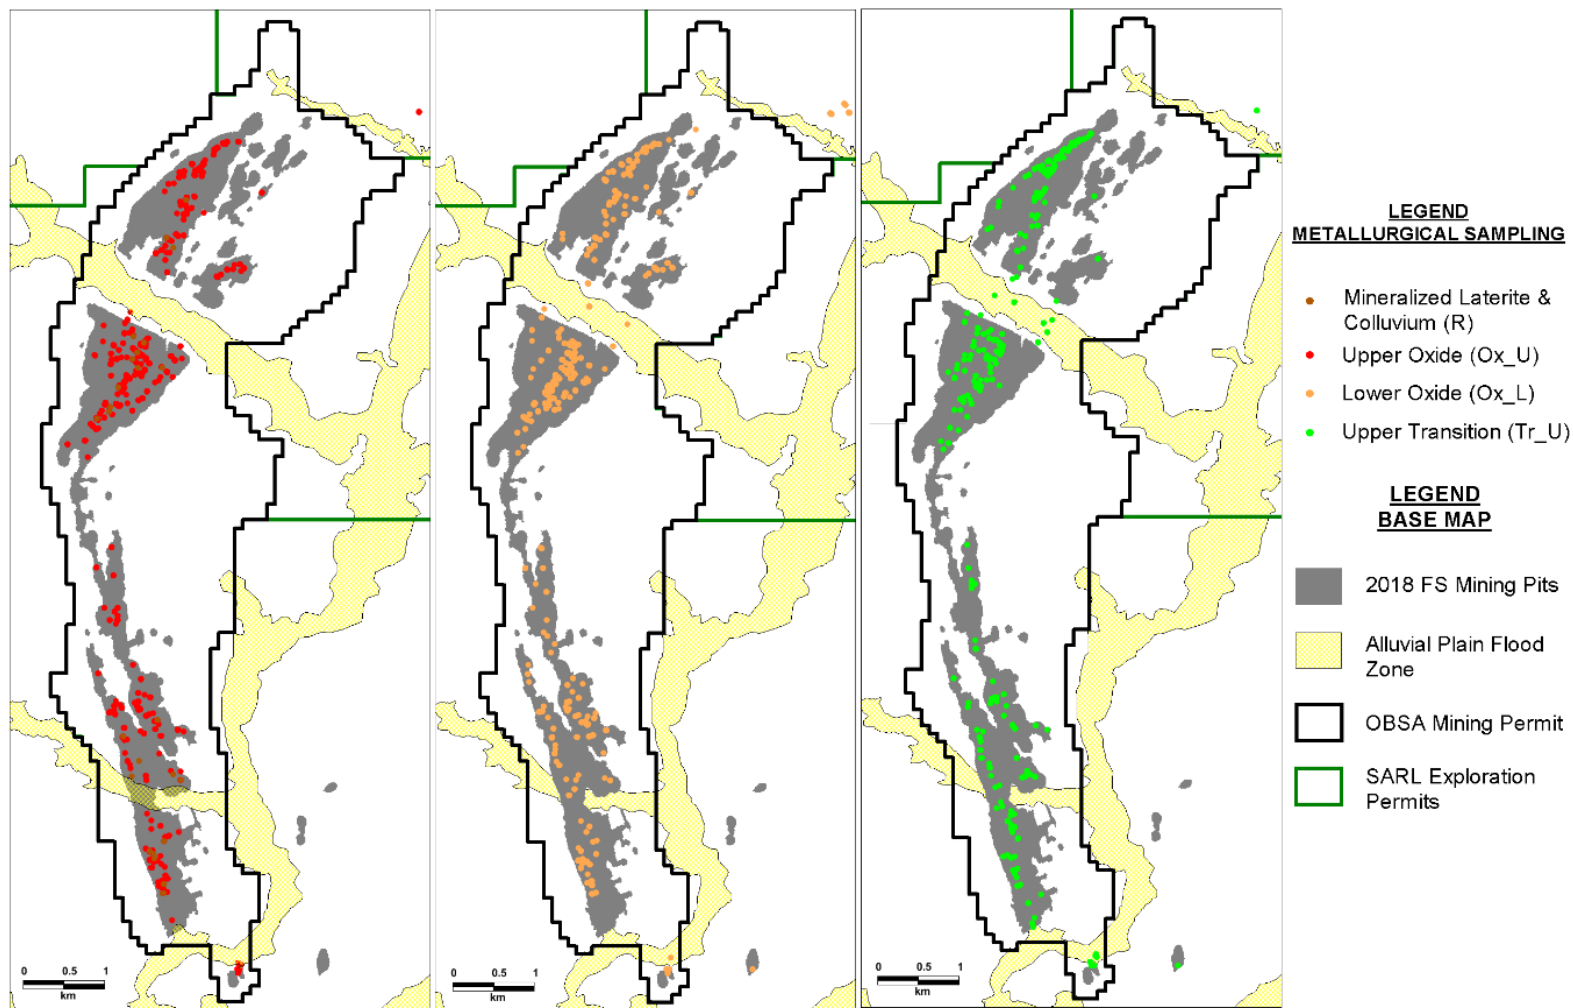 LEGEND
METALLURGICAL SAMPLING
Mineralized Laterite &
Colluvium (R)
Upper Oxide (Ox_U)
Lower Oxide (Ox_L)
Upper Transition (Tr_U)
LEGEND
BASE MAP
2018 FS Mining Pits
Alluvial Plain Flood
Zone
OBSA Mining Permit
SARL Exploration
Permits
0 0.5 1
km
0 0.5 1
km
0 0.5 1
km